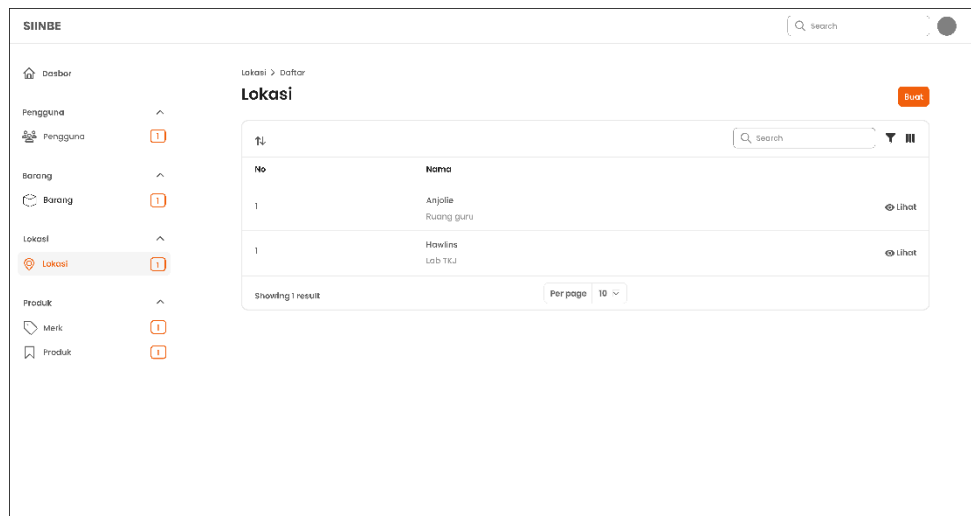 SIINBE
Search
Dasbor
Pengguna
Pengguna 1
Barang
Barang 1
Lokasi
Lokasi 1
Produk
Merk 1
Produk 1
Lokasi > Daftar
Lokasi
Buat
Search
No Nama
1 Anjolie Lihat
Ruang guru
1 Hawlins Lihat
Lab TKJ
Showing 1 result Per page 10